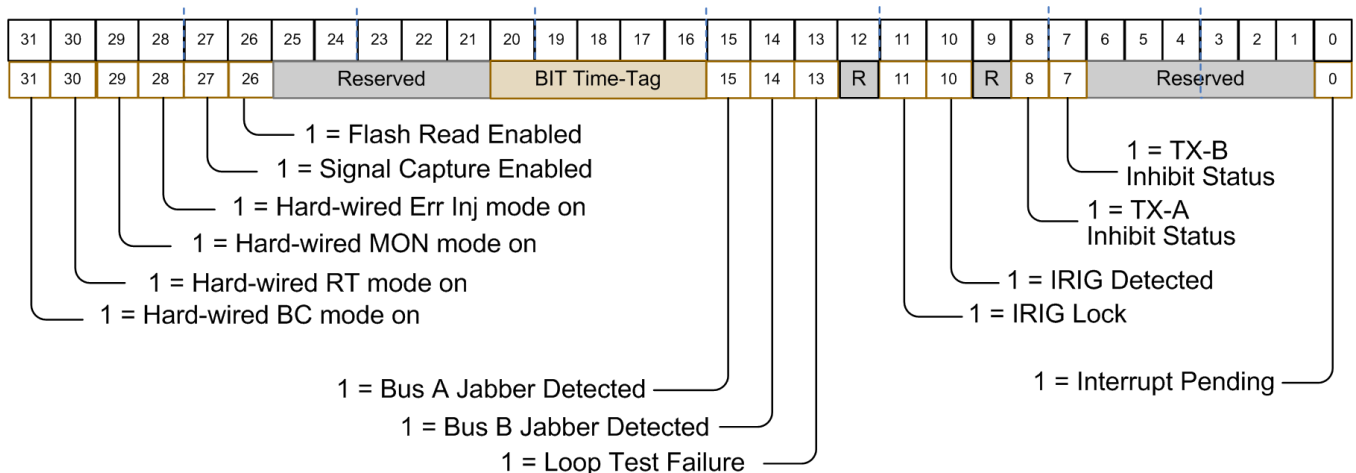 31 30 29 28 27 26 25 24 23 22 21 20 19 18 17 16 15 14 13 12 11 10 9 8 7 6 5 4 3 2 1 0
31 30 29 28 27 26 Reserved BIT Time-Tag 15 14 13 R 11 10 R 8 7 Reserved 0
1 = Flash Read Enabled
1 = Signal Capture Enabled
1 = Hard-wired Err Inj mode on
1 = Hard-wired MON mode on
1 = Hard-wired RT mode on
1 = Hard-wired BC mode on
1 = Bus A Jabber Detected
1 = Bus B Jabber Detected
1 = Loop Test Failure
1 = TX-B
Inhibit Status
1 = TX-A
Inhibit Status
1 = IRIG Detected
1 = IRIG Lock
1 = Interrupt Pending